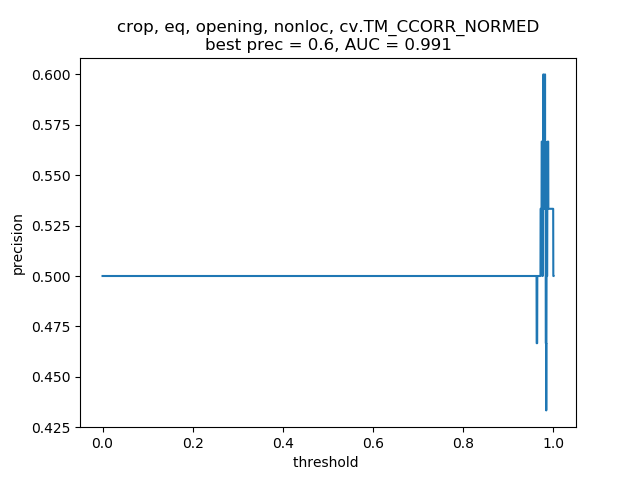 crop, eq, opening, nonloc, cv.TM_CCORR_NORMED
best prec = 0.6, AUC = 0.991
0.600
0.575
0.550
0.525
0.500
0.475
0.450
0.425
precision
0.0 0.2 0.4 0.6 0.8 1.0
threshold